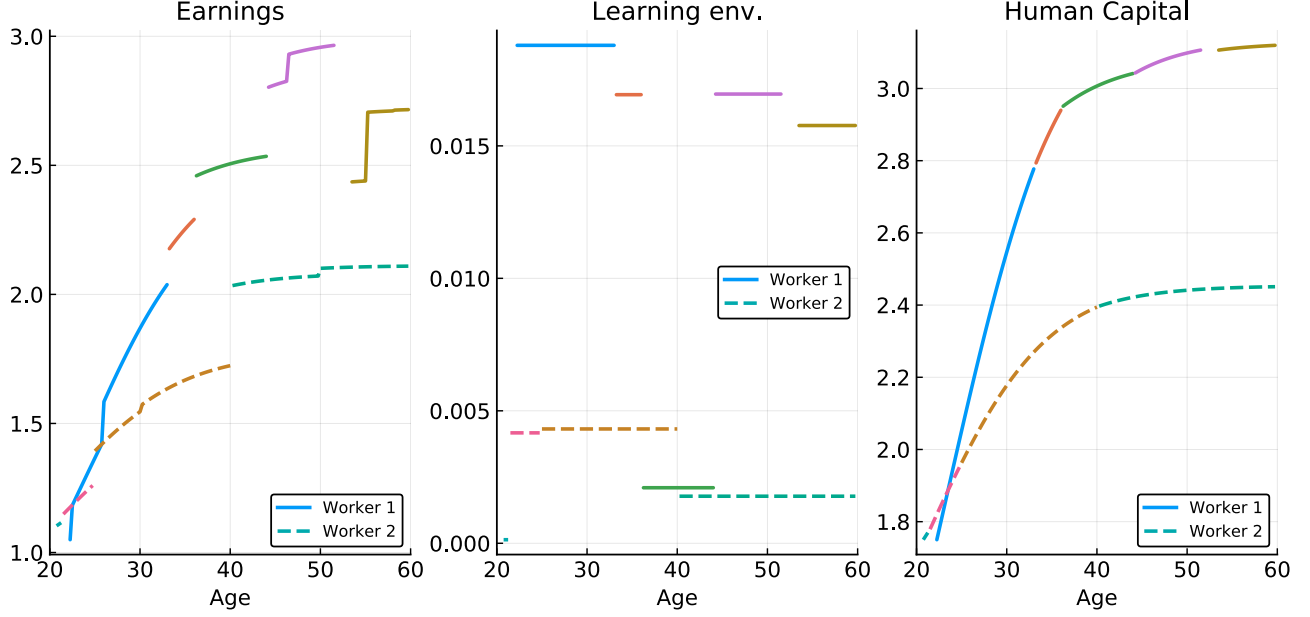 Earnings
3.0
2.5
2.0
1.5
1.0
20 30 40 50 60
Age
Worker 1
Worker 2
Learning env.
0.015
0.010
0.005
0.000
20 30 40 50 60
Age
Worker 1
Worker 2
Human Capital
3.0
2.8
2.6
2.4
2.2
2.0
1.8
20 30 40 50 60
Age
Worker 1
Worker 2